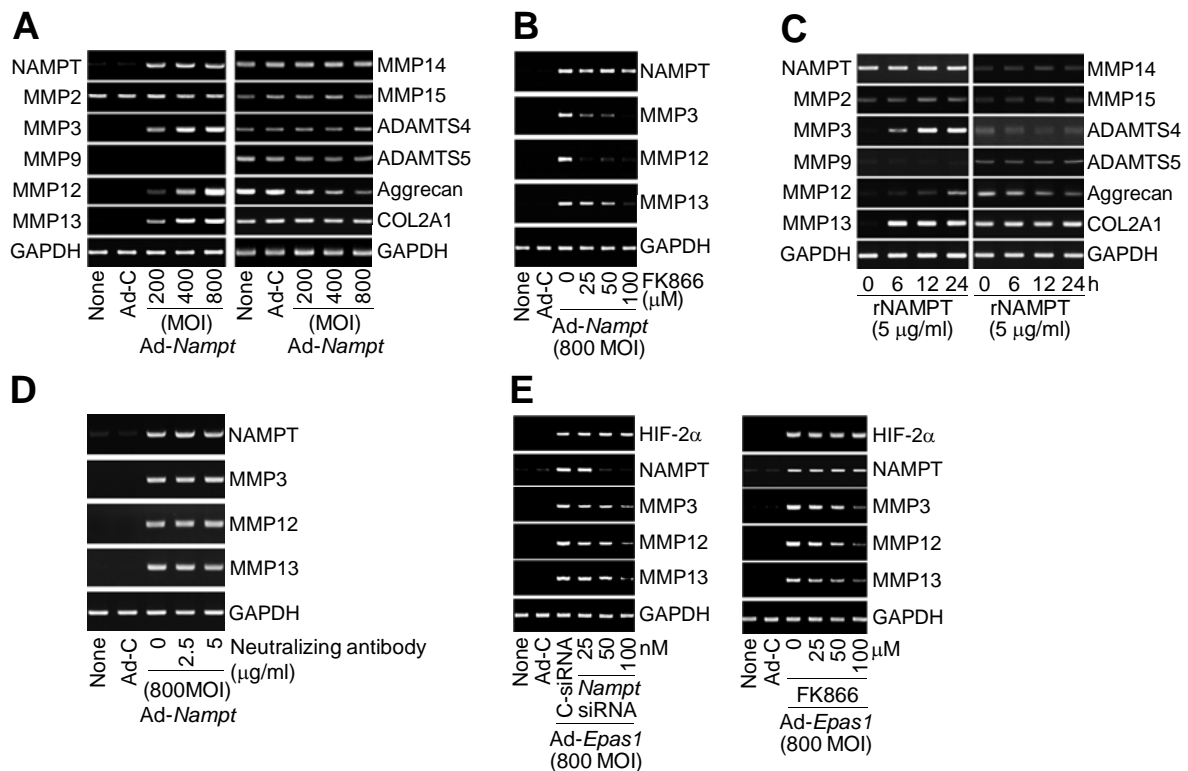 A
NAMPT
MMP2
MMP3
MMP9
MMP12
MMP13
GAPDH
MMP14
MMP15
ADAMTS4
ADAMTS5
Aggrecan
COL2A1
GAPDH
None
Ad-C
200
400
800
(MOI)
Ad-Nampt
None
Ad-C
200
400
800
(MOI)
Ad-Nampt
B
NAMPT
MMP3
MMP12
MMP13
GAPDH
None
Ad-C
0
25
50
100
FK866
(μM)
Ad-Nampt
(800 MOI)
C
NAMPT
MMP2
MMP3
MMP9
MMP12
MMP13
GAPDH
MMP14
MMP15
ADAMTS4
ADAMTS5
Aggrecan
COL2A1
GAPDH
0 6 12 24 0 6 12 24 h
rNAMPT
(5 μg/ml)
rNAMPT
(5 μg/ml)
D
NAMPT
MMP3
MMP12
MMP13
GAPDH
None
Ad-C
0
2.5
5
Neutralizing antibody
(μg/ml)
(800MOI)
Ad-Nampt
E
HIF-2α
NAMPT
MMP3
MMP12
MMP13
GAPDH
None
Ad-C
C-siRNA
25
50
100
nM
Nampt
siRNA
Ad-Epas1
(800 MOI)
HIF-2α
NAMPT
MMP3
MMP12
MMP13
GAPDH
None
Ad-C
0
25
50
100
μM
FK866
Ad-Epas1
(800 MOI)